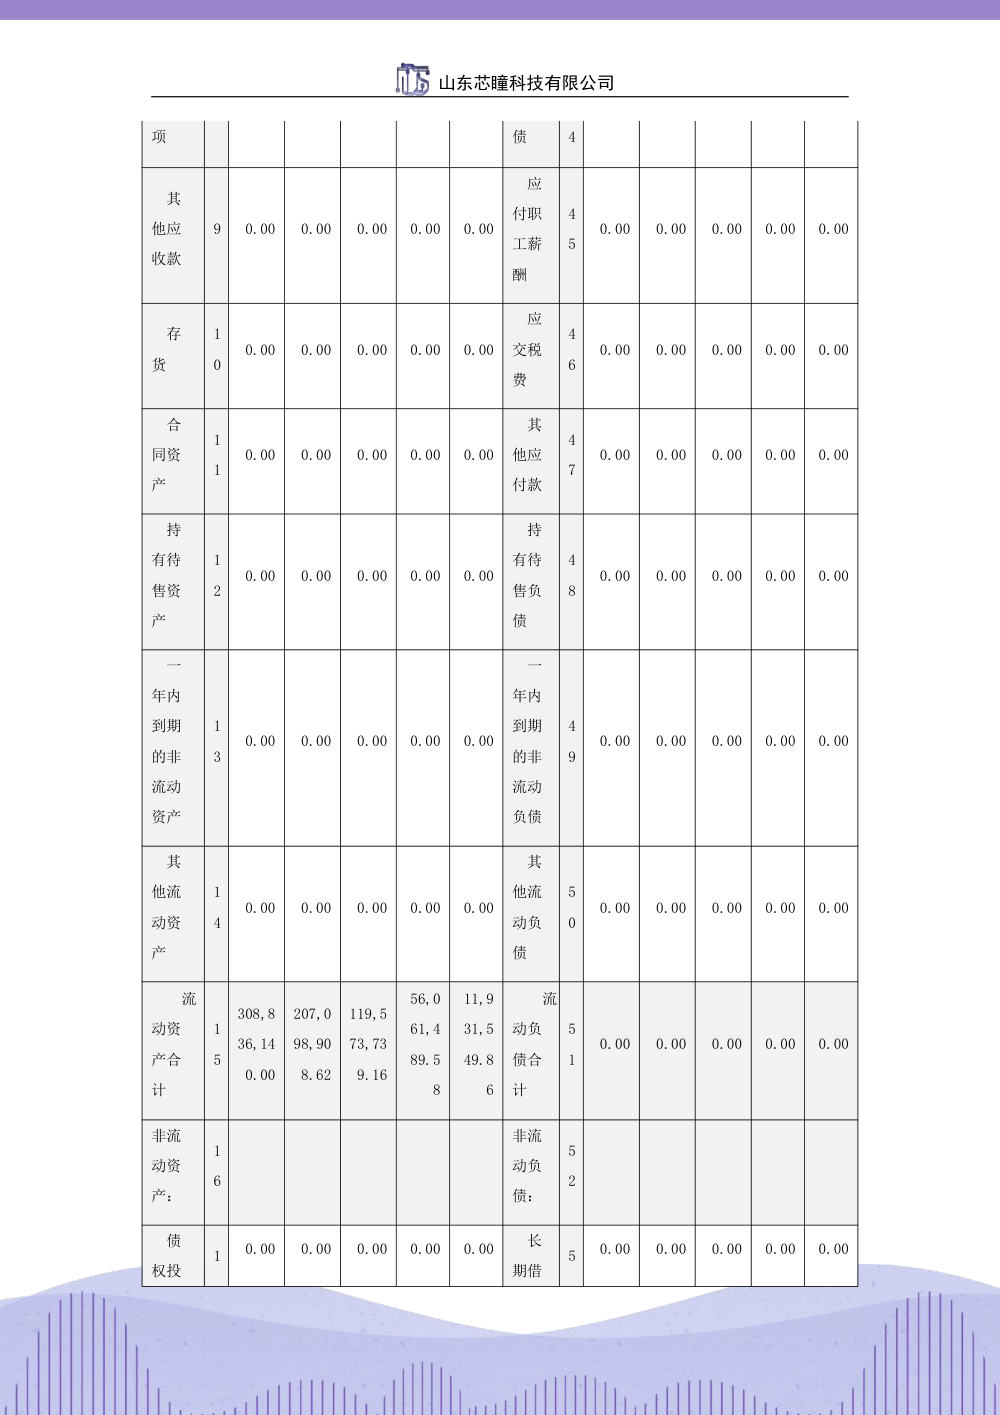 山东芯瞳科技有限公司
项 债 4
其他应收款 9 0.00 0.00 0.00 0.00 0.00 应付职工薪酬 45 0.00 0.00 0.00 0.00 0.00
存货 10 0.00 0.00 0.00 0.00 0.00 应交税费 46 0.00 0.00 0.00 0.00 0.00
合同资产 11 0.00 0.00 0.00 0.00 0.00 其他应付款 47 0.00 0.00 0.00 0.00 0.00
持有待售资产 12 0.00 0.00 0.00 0.00 0.00 持有待售负债 48 0.00 0.00 0.00 0.00 0.00
一年内到期的非流动资产 13 0.00 0.00 0.00 0.00 0.00 一年内到期的非流动负债 49 0.00 0.00 0.00 0.00 0.00
其他流动资产 14 0.00 0.00 0.00 0.00 0.00 其他流动负债 50 0.00 0.00 0.00 0.00 0.00
流动资产合计 15 308,836,140.00 207,098,908.62 119,573,739.16 56,061,489.58 11,931,549.86 流动负债合计 51 0.00 0.00 0.00 0.00 0.00
非流动资产： 16 非流动负债： 52
债权投 1 0.00 0.00 0.00 0.00 0.00 长期借 5 0.00 0.00 0.00 0.00 0.00